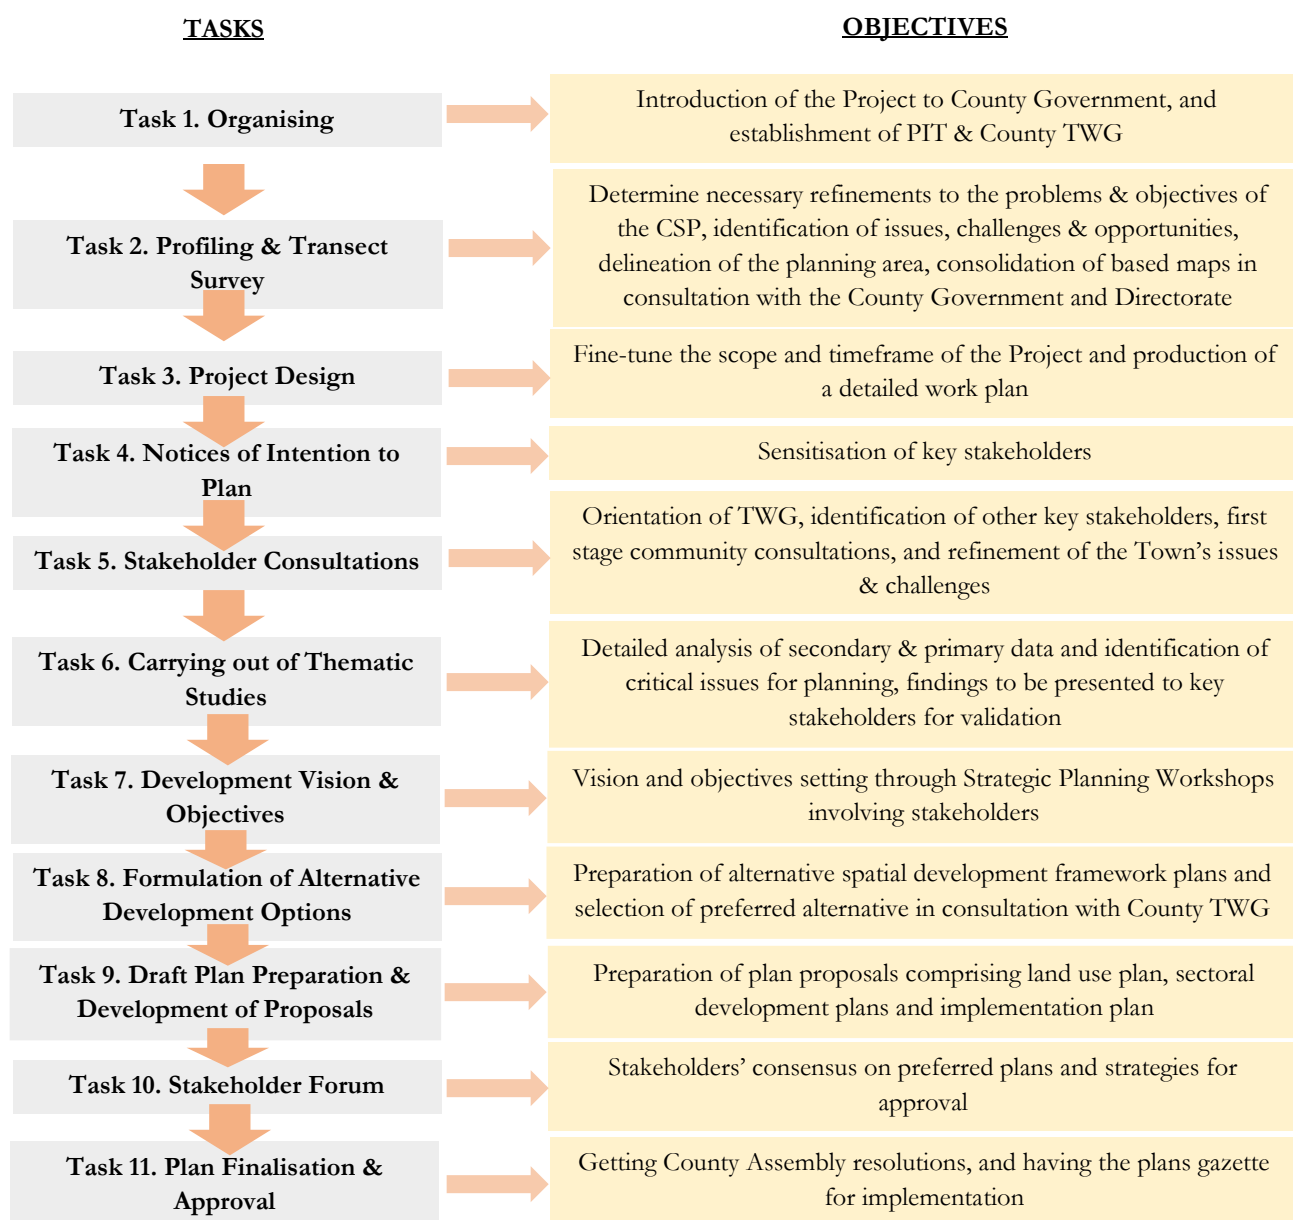 TASKS
OBJECTIVES
Task 1. Organising
Introduction of the Project to County Government, and
establishment of PIT & County TWG
Task 2. Profiling & Transect
Survey
Determine necessary refinements to the problems & objectives of
the CSP, identification of issues, challenges & opportunities,
delineation of the planning area, consolidation of based maps in
consultation with the County Government and Directorate
Task 3. Project Design
Fine-tune the scope and timeframe of the Project and production of
a detailed work plan
Task 4. Notices of Intention to
Plan
Sensitisation of key stakeholders
Task 5. Stakeholder Consultations
Orientation of TWG, identification of other key stakeholders, first
stage community consultations, and refinement of the Town's issues
& challenges
Task 6. Carrying out of Thematic
Studies
Detailed analysis of secondary & primary data and identification of
critical issues for planning, findings to be presented to key
stakeholders for validation
Task 7. Development Vision &
Objectives
Vision and objectives setting through Strategic Planning Workshops
involving stakeholders
Task 8. Formulation of Alternative
Development Options
Preparation of alternative spatial development framework plans and
selection of preferred alternative in consultation with County TWG
Task 9. Draft Plan Preparation &
Development of Proposals
Preparation of plan proposals comprising land use plan, sectoral
development plans and implementation plan
Task 10. Stakeholder Forum
Stakeholders' consensus on preferred plans and strategies for
approval
Task 11. Plan Finalisation &
Approval
Getting County Assembly resolutions, and having the plans gazette
for implementation